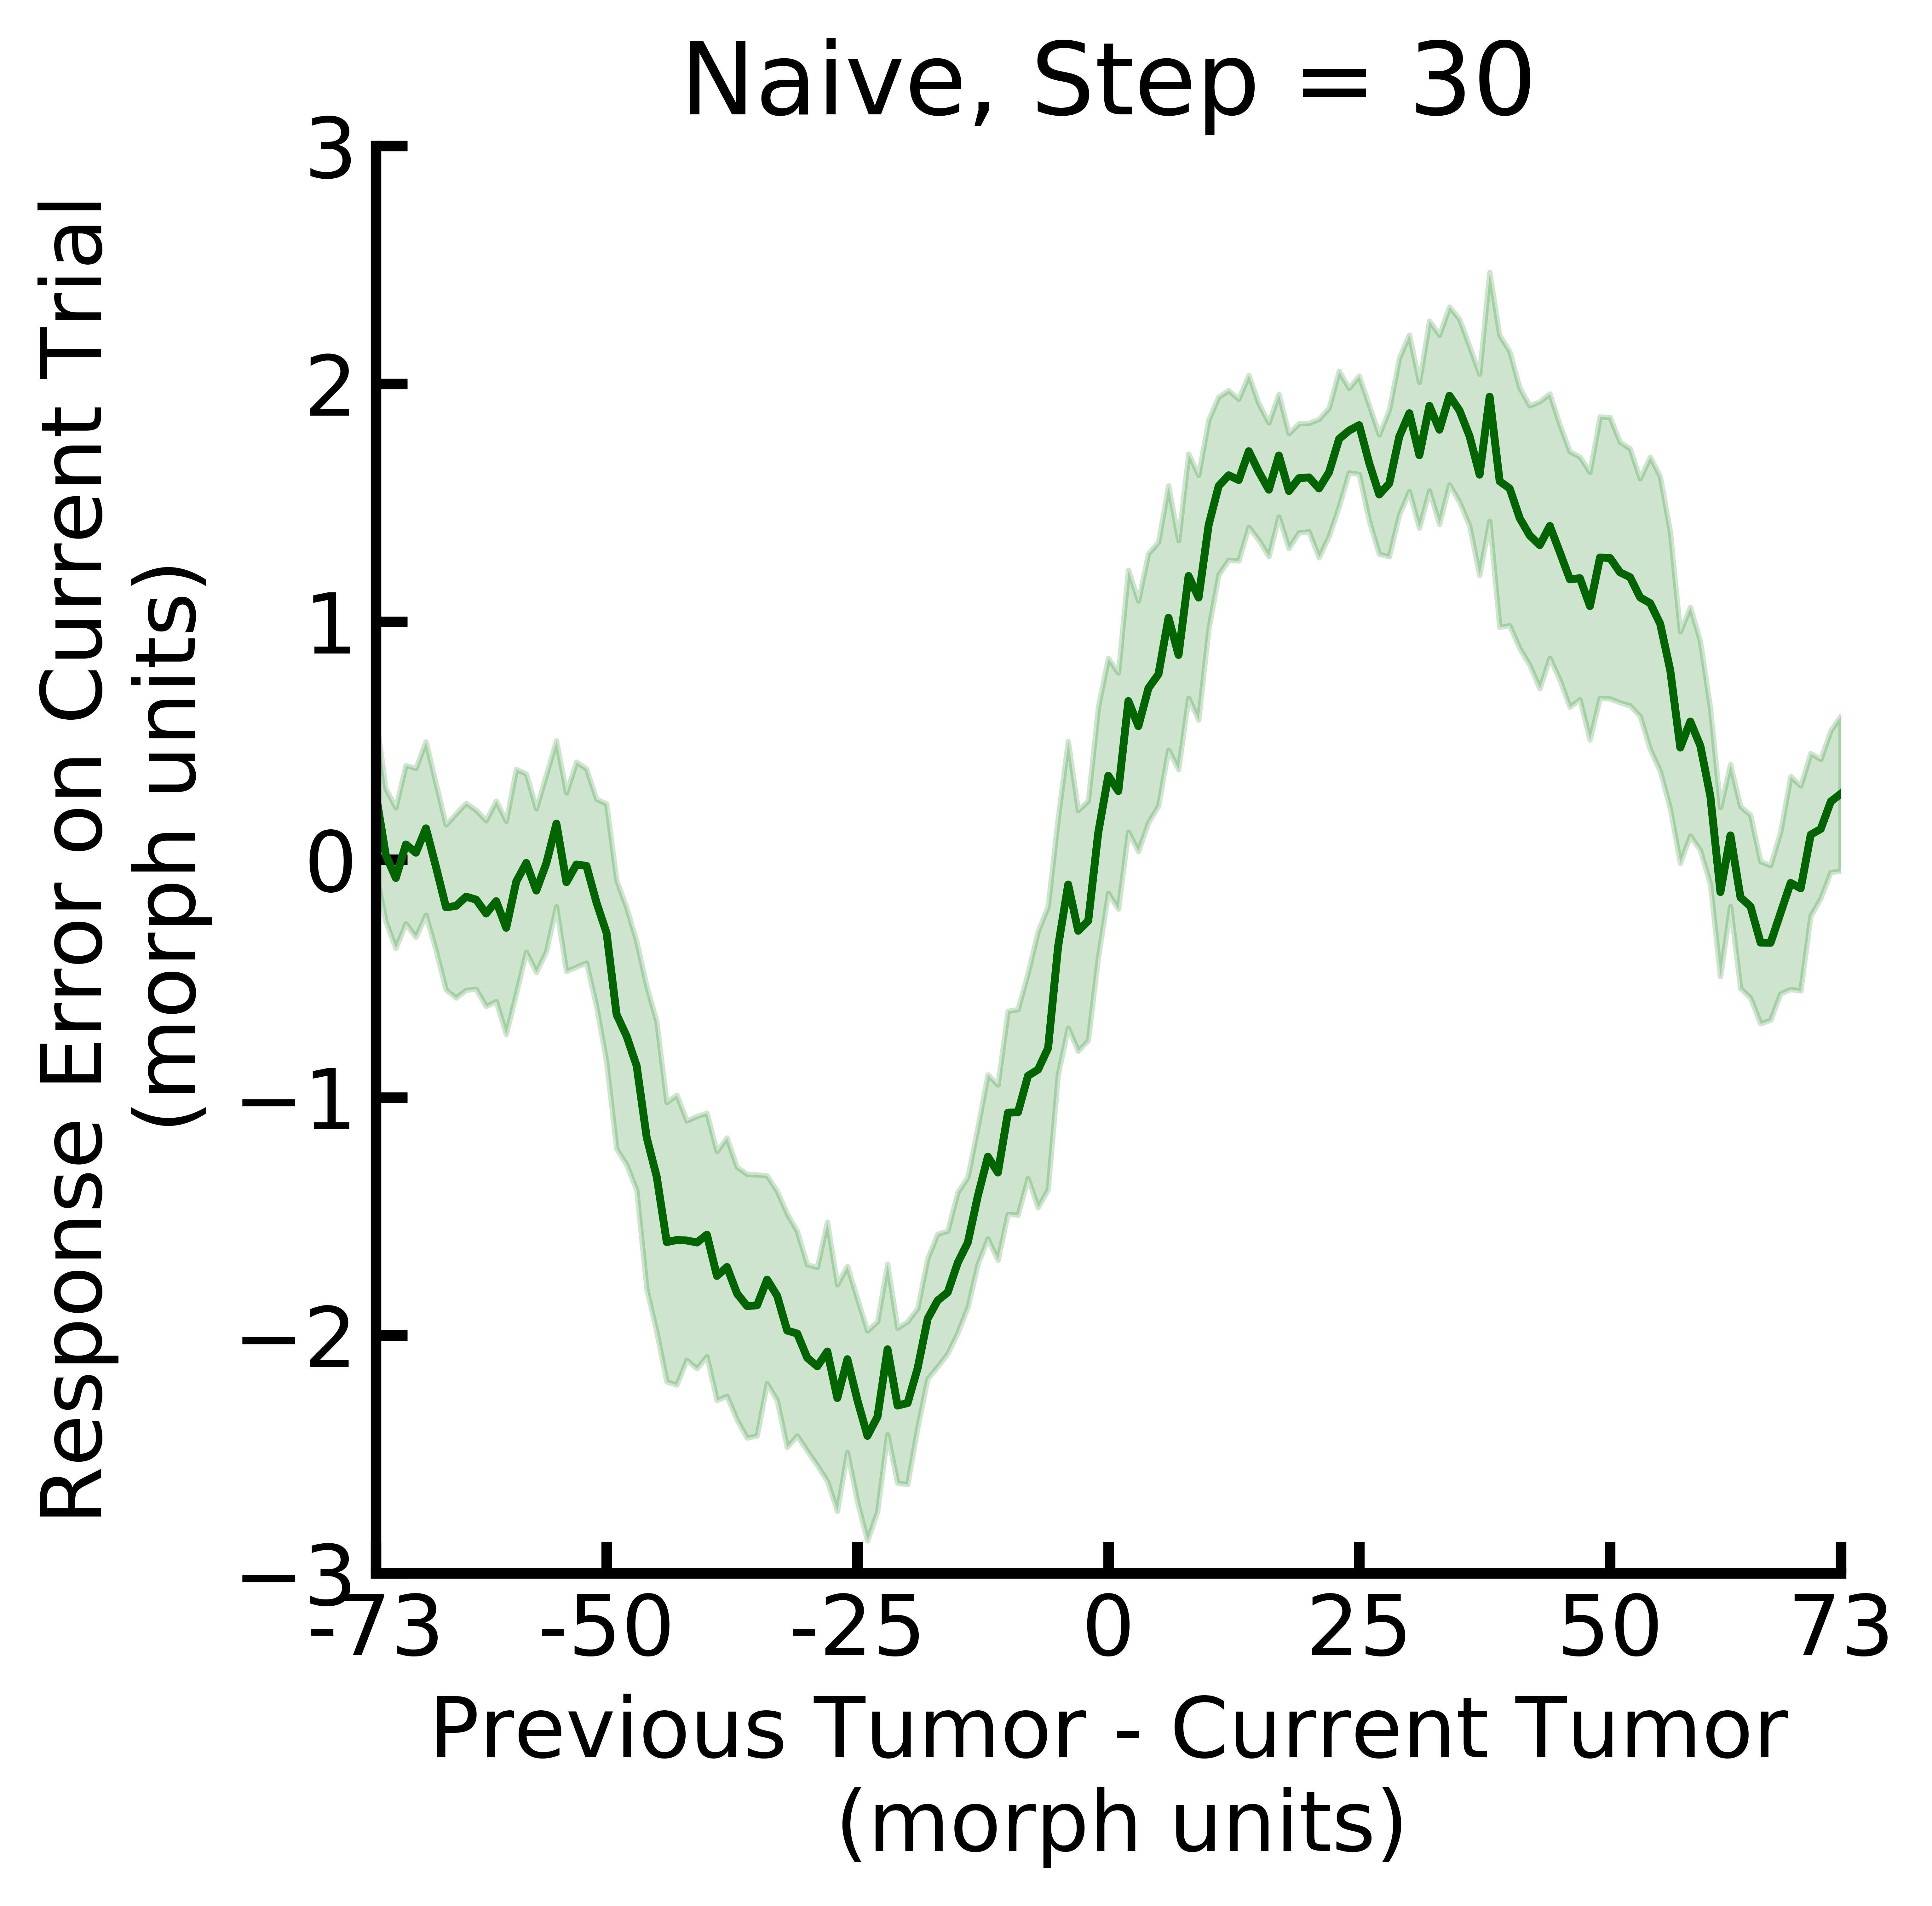 Naive, Step = 30
Response Error on Current Trial
(morph units)
3
2
1
0
−1
−2
−3
-73
-50
-25
0
25
50
73
Previous Tumor - Current Tumor
(morph units)